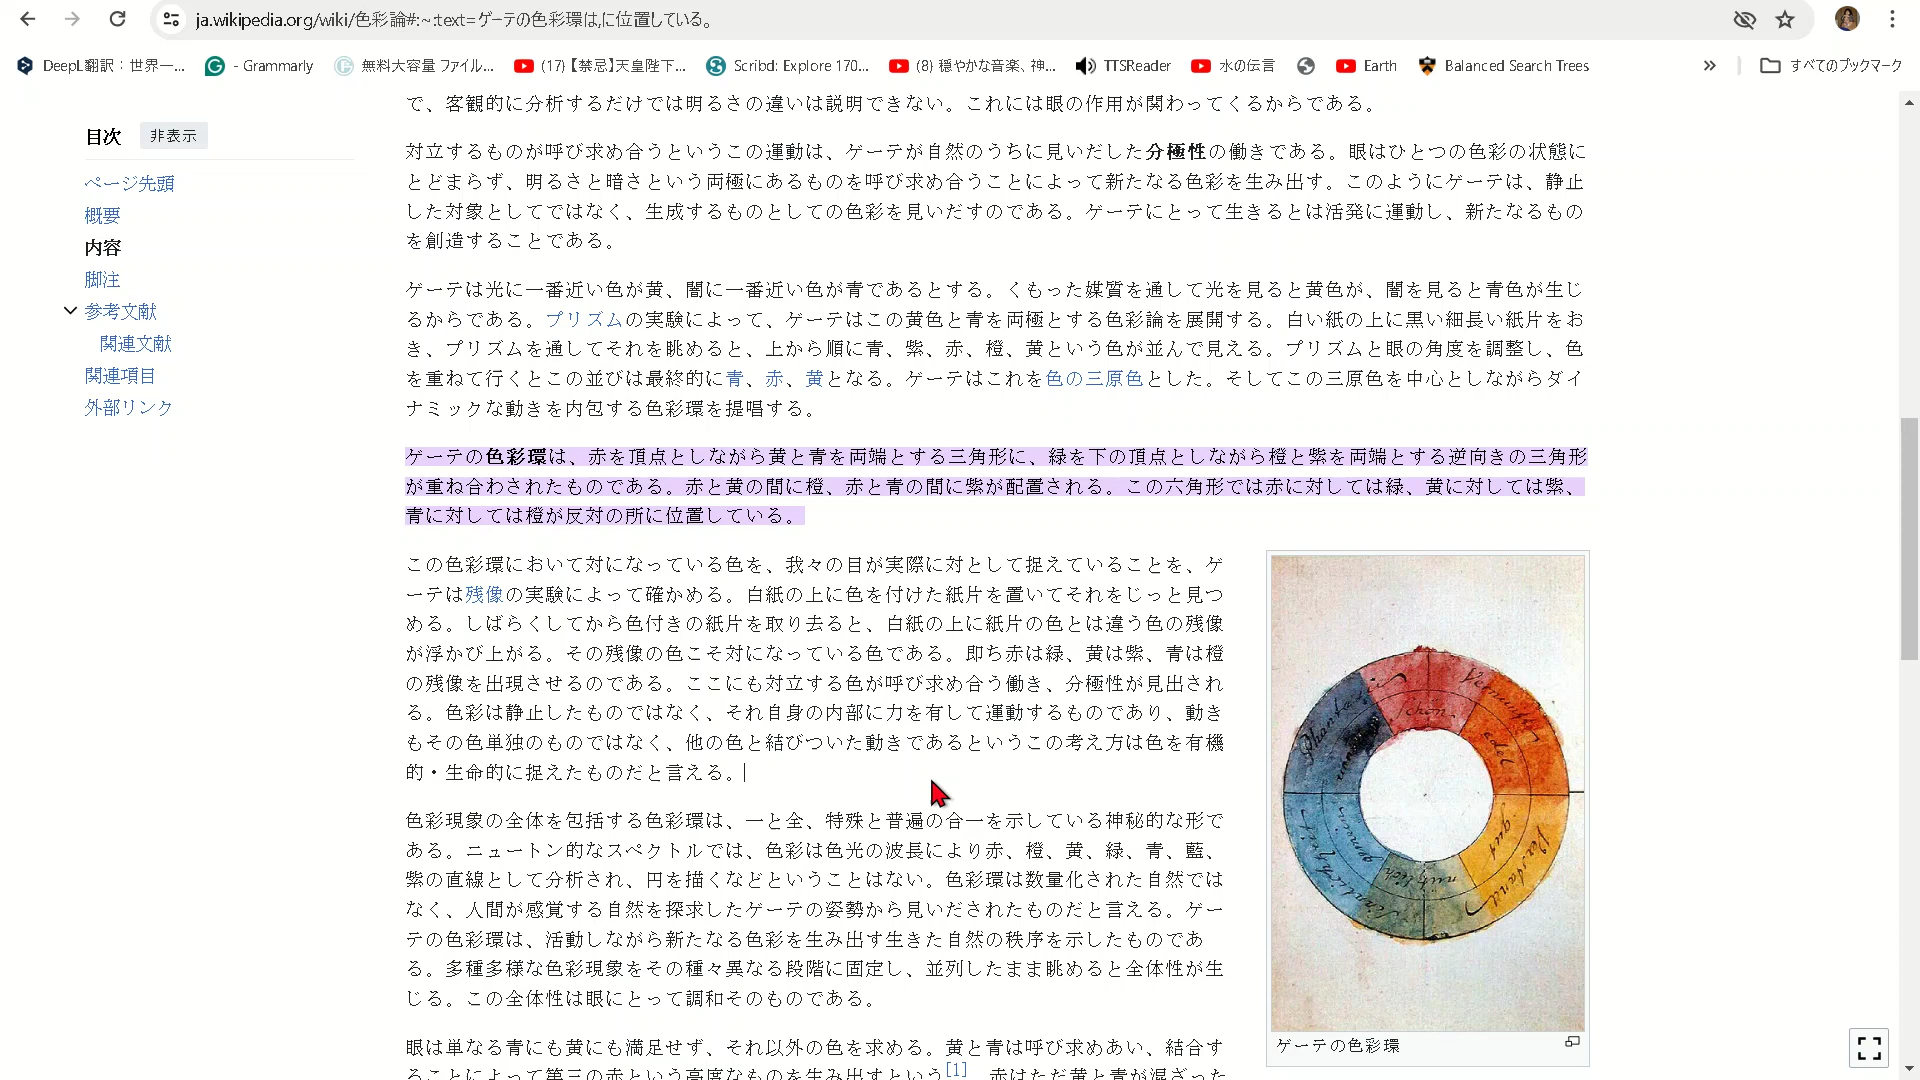 ja.wikipedia.org/wiki/色彩論#:~:text=ゲーテの色彩環は,に位置している。
DeepL翻訳：世界一...
- Grammarly
無料大容量 ファイル...
(17)【禁忌】天皇陛下...
Scribd: Explore 170...
(8) 穏やかな音楽、神...
TTSReader
水の伝言
Earth
Balanced Search Trees
»
すべてのブックマーク
目次 非表示
ページ先頭
概要
内容
脚注
参考文献
関連文献
関連項目
外部リンク
で、客観的に分析するだけでは明るさの違いは説明できない。これには眼の作用が関わってくるからである。
対立するものが呼び求め合うというこの運動は、ゲーテが自然のうちに見いだした分極性の働きである。眼はひとつの色彩の状態に
とどまらず、明るさと暗さという両極にあるものを呼び求め合うことによって新たなる色彩を生み出す。このようにゲーテは、静止
した対象としてではなく、生成するものとしての色彩を見いだすのである。ゲーテにとって生きるとは活発に運動し、新たなるもの
を創造することである。
ゲーテは光に一番近い色が黄、闇に一番近い色が青であるとする。くもった媒質を通して光を見ると黄色が、闇を見ると青色が生じ
るからである。プリズムの実験によって、ゲーテはこの黄色と青を両極とする色彩論を展開する。白い紙の上に黒い細長い紙片をお
き、プリズムを通してそれを眺めると、上から順に青、紫、赤、橙、黄という色が並んで見える。プリズムと眼の角度を調整し、色
を重ねて行くとこの並びは最終的に青、赤、黄となる。ゲーテはこれを色の三原色とした。そしてこの三原色を中心としながらダイ
ナミックな動きを内包する色彩環を提唱する。
ゲーテの色彩環は、赤を頂点としながら黄と青を両端とする三角形に、緑を下の頂点としながら橙と紫を両端とする逆向きの三角形
が重ね合わされたものである。赤と黄の間に橙、赤と青の間に紫が配置される。この六角形では赤に対しては緑、黄に対しては紫、
青に対しては橙が反対の所に位置している。
この色彩環において対になっている色を、我々の目が実際に対として捉えていることを、ゲ
ーテは残像の実験によって確かめる。白紙の上に色を付けた紙片を置いてそれをじっと見つ
める。しばらくしてから色付きの紙片を取り去ると、白紙の上に紙片の色とは違う色の残像
が浮かび上がる。その残像の色こそ対になっている色である。即ち赤は緑、黄は紫、青は橙
の残像を出現させるのである。ここにも対立する色が呼び求め合う働き、分極性が見出され
る。色彩は静止したものではなく、それ自身の内部に力を有して運動するものであり、動き
もその色単独のものではなく、他の色と結びついた動きであるというこの考え方は色を有機
的・生命的に捉えたものだと言える。
色彩現象の全体を包括する色彩環は、一と全、特殊と普遍の合一を示している神秘的な形で
ある。ニュートン的なスペクトルでは、色彩は色光の波長により赤、橙、黄、緑、青、藍、
紫の直線として分析され、円を描くなどということはない。色彩環は数量化された自然では
なく、人間が感覚する自然を探求したゲーテの姿勢から見いだされたものだと言える。ゲー
テの色彩環は、活動しながら新たなる色彩を生み出す生きた自然の秩序を示したものであ
る。多種多様な色彩現象をその種々異なる段階に固定し、並列したまま眺めると全体性が生
じる。この全体性は眼にとって調和そのものである。
眼は単なる青にも黄にも満足せず、それ以外の色を求める。黄と青は呼び求めあい、結合す
ることによって第三の赤という高度なものを生み出すという[1]。赤はただ黄と青が混ざった
schön
edel
gut
nützlich
gemein
ゲーテの色彩環